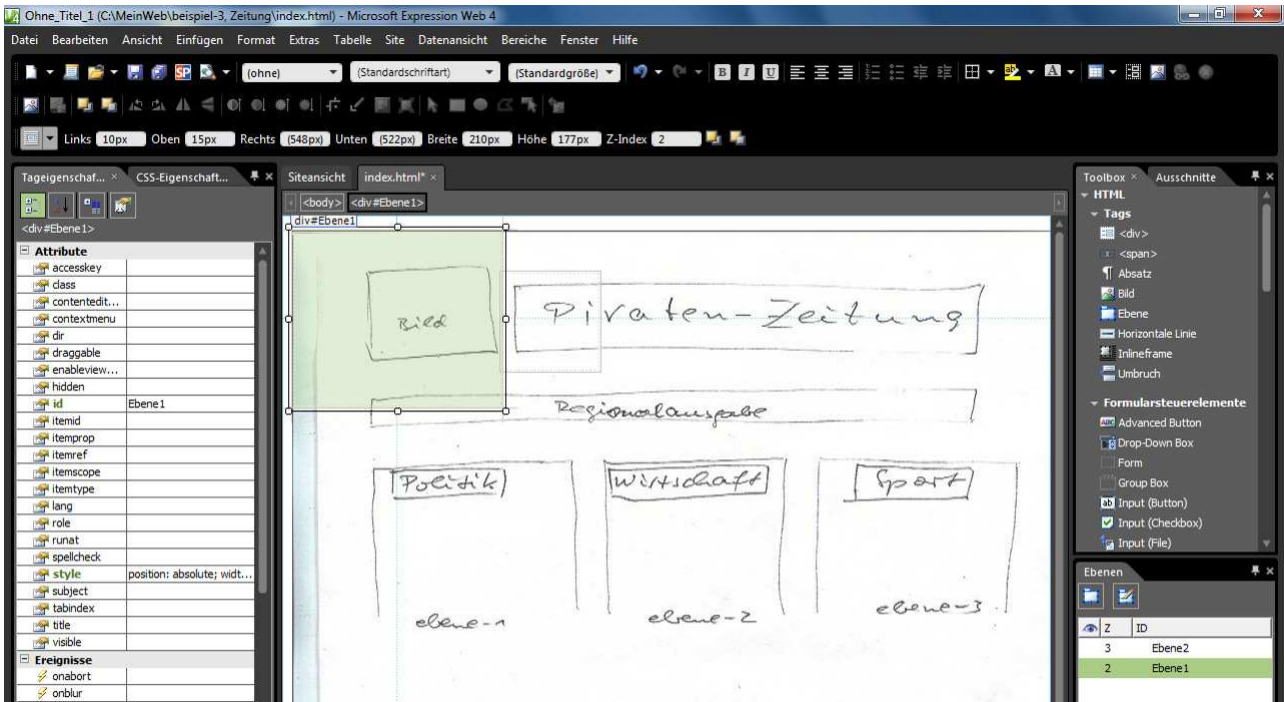 Ohne_Titel_1 (C:\MeinWeb\beispiel-3, Zeitung\index.html) - Microsoft Expression Web 4
Datei Bearbeiten Ansicht Einfügen Format Extras Tabelle Site Datenansicht Bereiche Fenster Hilfe
(ohne) (Standardschriftart) (Standardgröße) B I U
Links 10px Oben 15px Rechts (548px) Unten (522px) Breite 210px Höhe 177px Z-Index 2
Tageigenschaf... CSS-Eigenschaft...
<div#Ebene1>
Attribute
accesskey
class
contentedit...
contextmenu
dir
draggable
enableview...
hidden
id Ebene1
itemid
itemprop
itemref
itemscope
itemtype
lang
role
runat
spellcheck
style position: absolute; widt...
subject
tabindex
title
visible
Ereignisse
onabort
onblur
Siteansicht index.html*
<body> <div#Ebene1>
div#Ebene1
Bild Piraten-Zeitung
Regionalausgabe
Politik Wirtschaft Sport
ebene-1 ebene-2 ebene-3
Toolbox Ausschnitte
HTML
Tags
<div>
<span>
Absatz
Bild
Ebene
Horizontale Linie
Inlineframe
Umbruch
Formularsteuerelemente
Advanced Button
Drop-Down Box
Form
Group Box
Input (Button)
Input (Checkbox)
Input (File)
Ebenen
Z ID
3 Ebene2
2 Ebene1